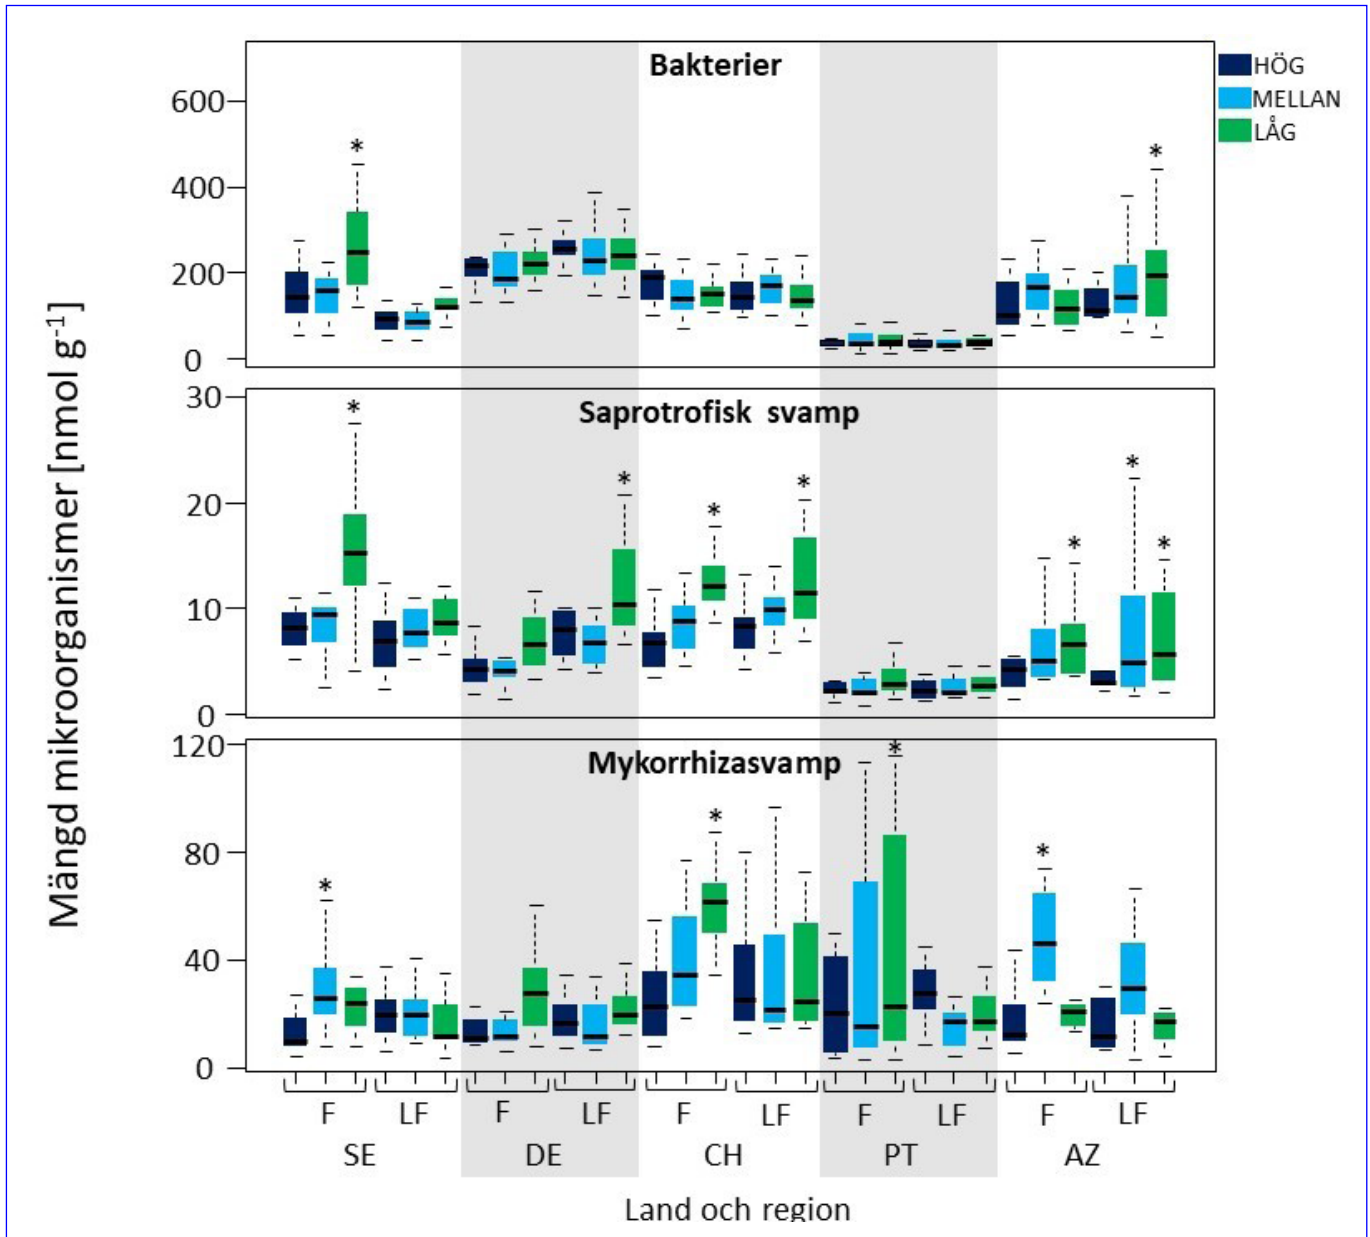 Bakterier
HÖG
MELLAN
LÅG
600
400
200
0
* *
Saprotrofisk svamp
30
20
10
0
* * * * * * *
Mykorrhizasvamp
120
80
40
0
* * * *
Mängd mikroorganismer [nmol g-1]
F LF F LF F LF F LF F LF
SE DE CH PT AZ
Land och region